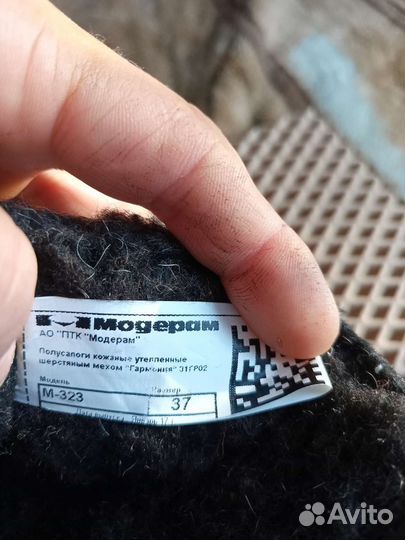 Модерам
АО "ПТК "Модерам"
Полусапоги кожаные утепленные
шерстяным мехом "Гармония" 31ГР02
Модель Размер
М-323 37
Avito